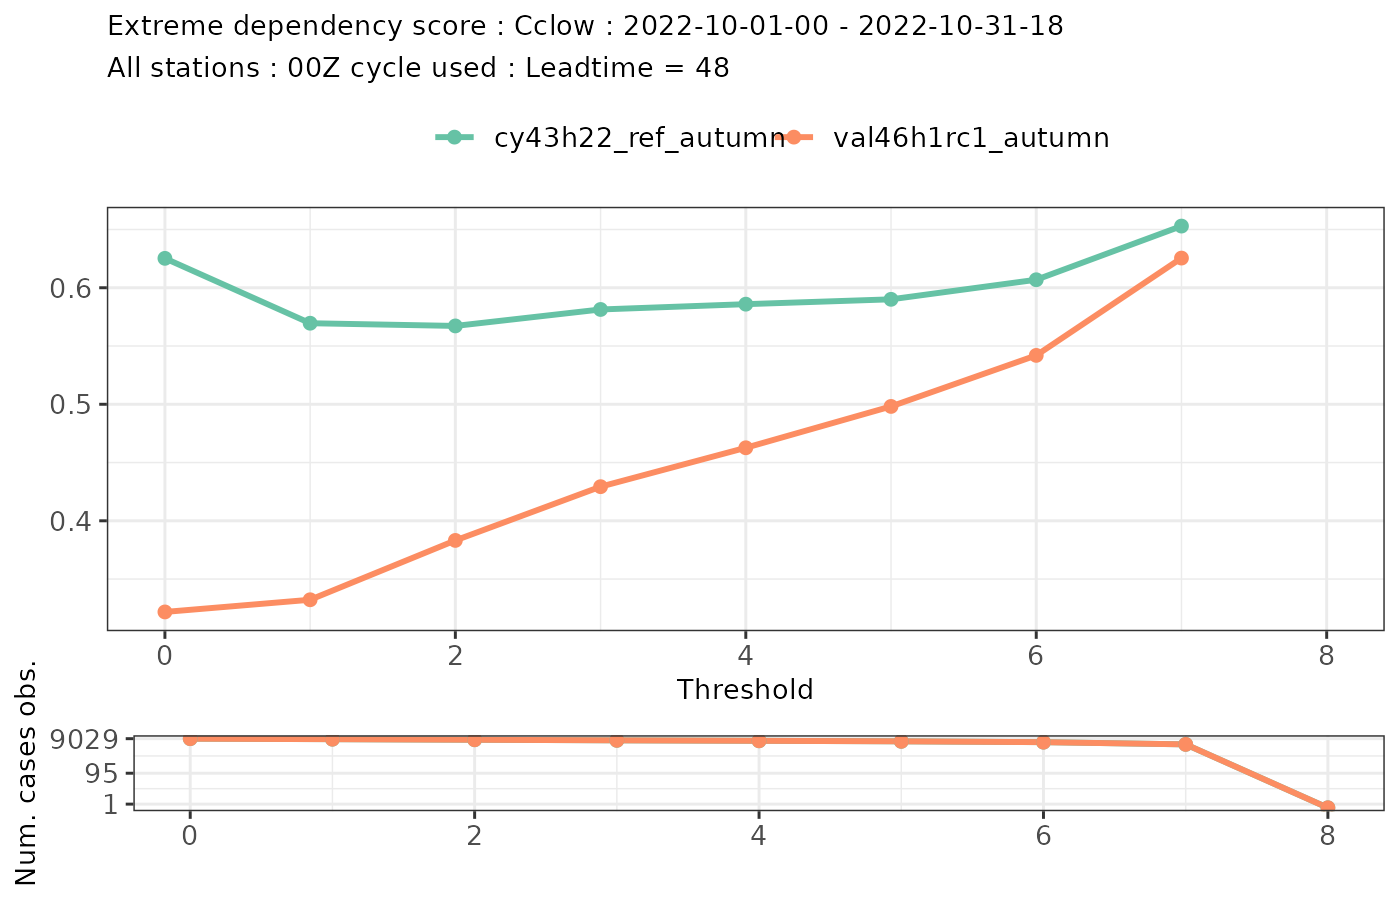 Extreme dependency score : Cclow : 2022-10-01-00 - 2022-10-31-18
All stations : 00Z cycle used : Leadtime = 48
cy43h22_ref_autumn val46h1rc1_autumn
0.6
0.5
0.4
0 2 4 6 8
Threshold
Num. cases obs.
9029
95
1
0 2 4 6 8